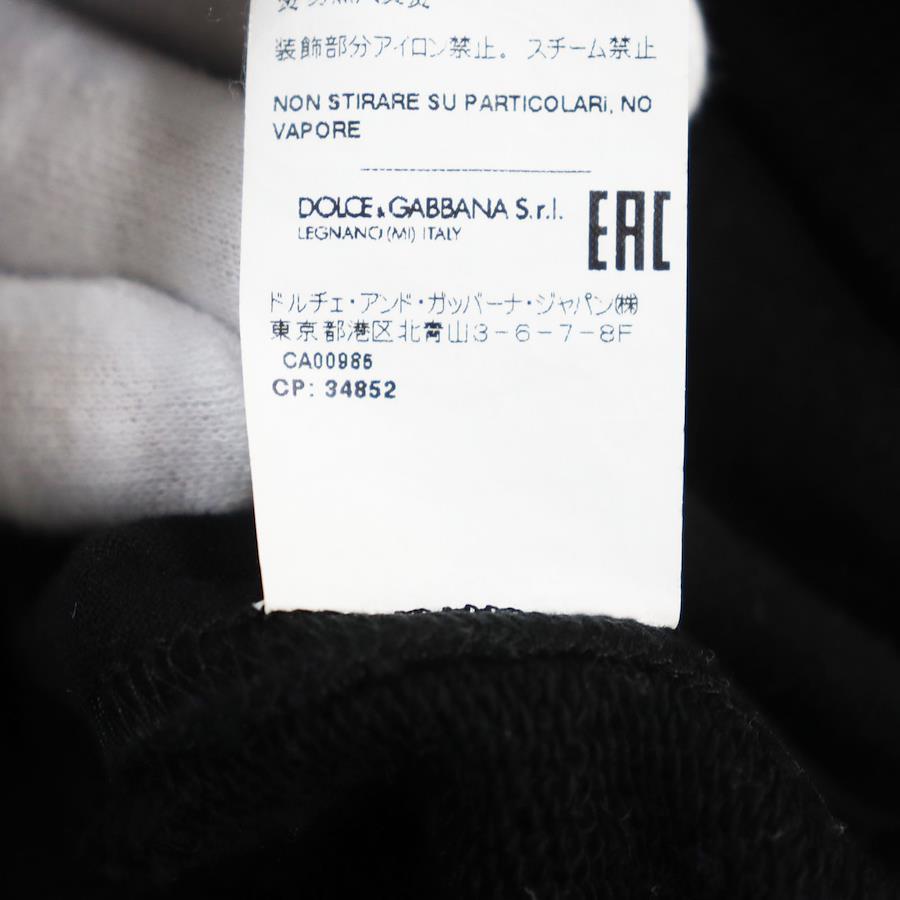 装飾部分アイロン禁止。 スチーム禁止
NON STIRARE SU PARTICOLARi, NO
VAPORE
DOLCE & GABBANA S.r.l.
LEGNANO (MI) ITALY
EAC
ドルチェ・アンド・ガッバーナ・ジャパン㈱
東京都港区北青山3-6-7-8F
CA00986
CP: 34852